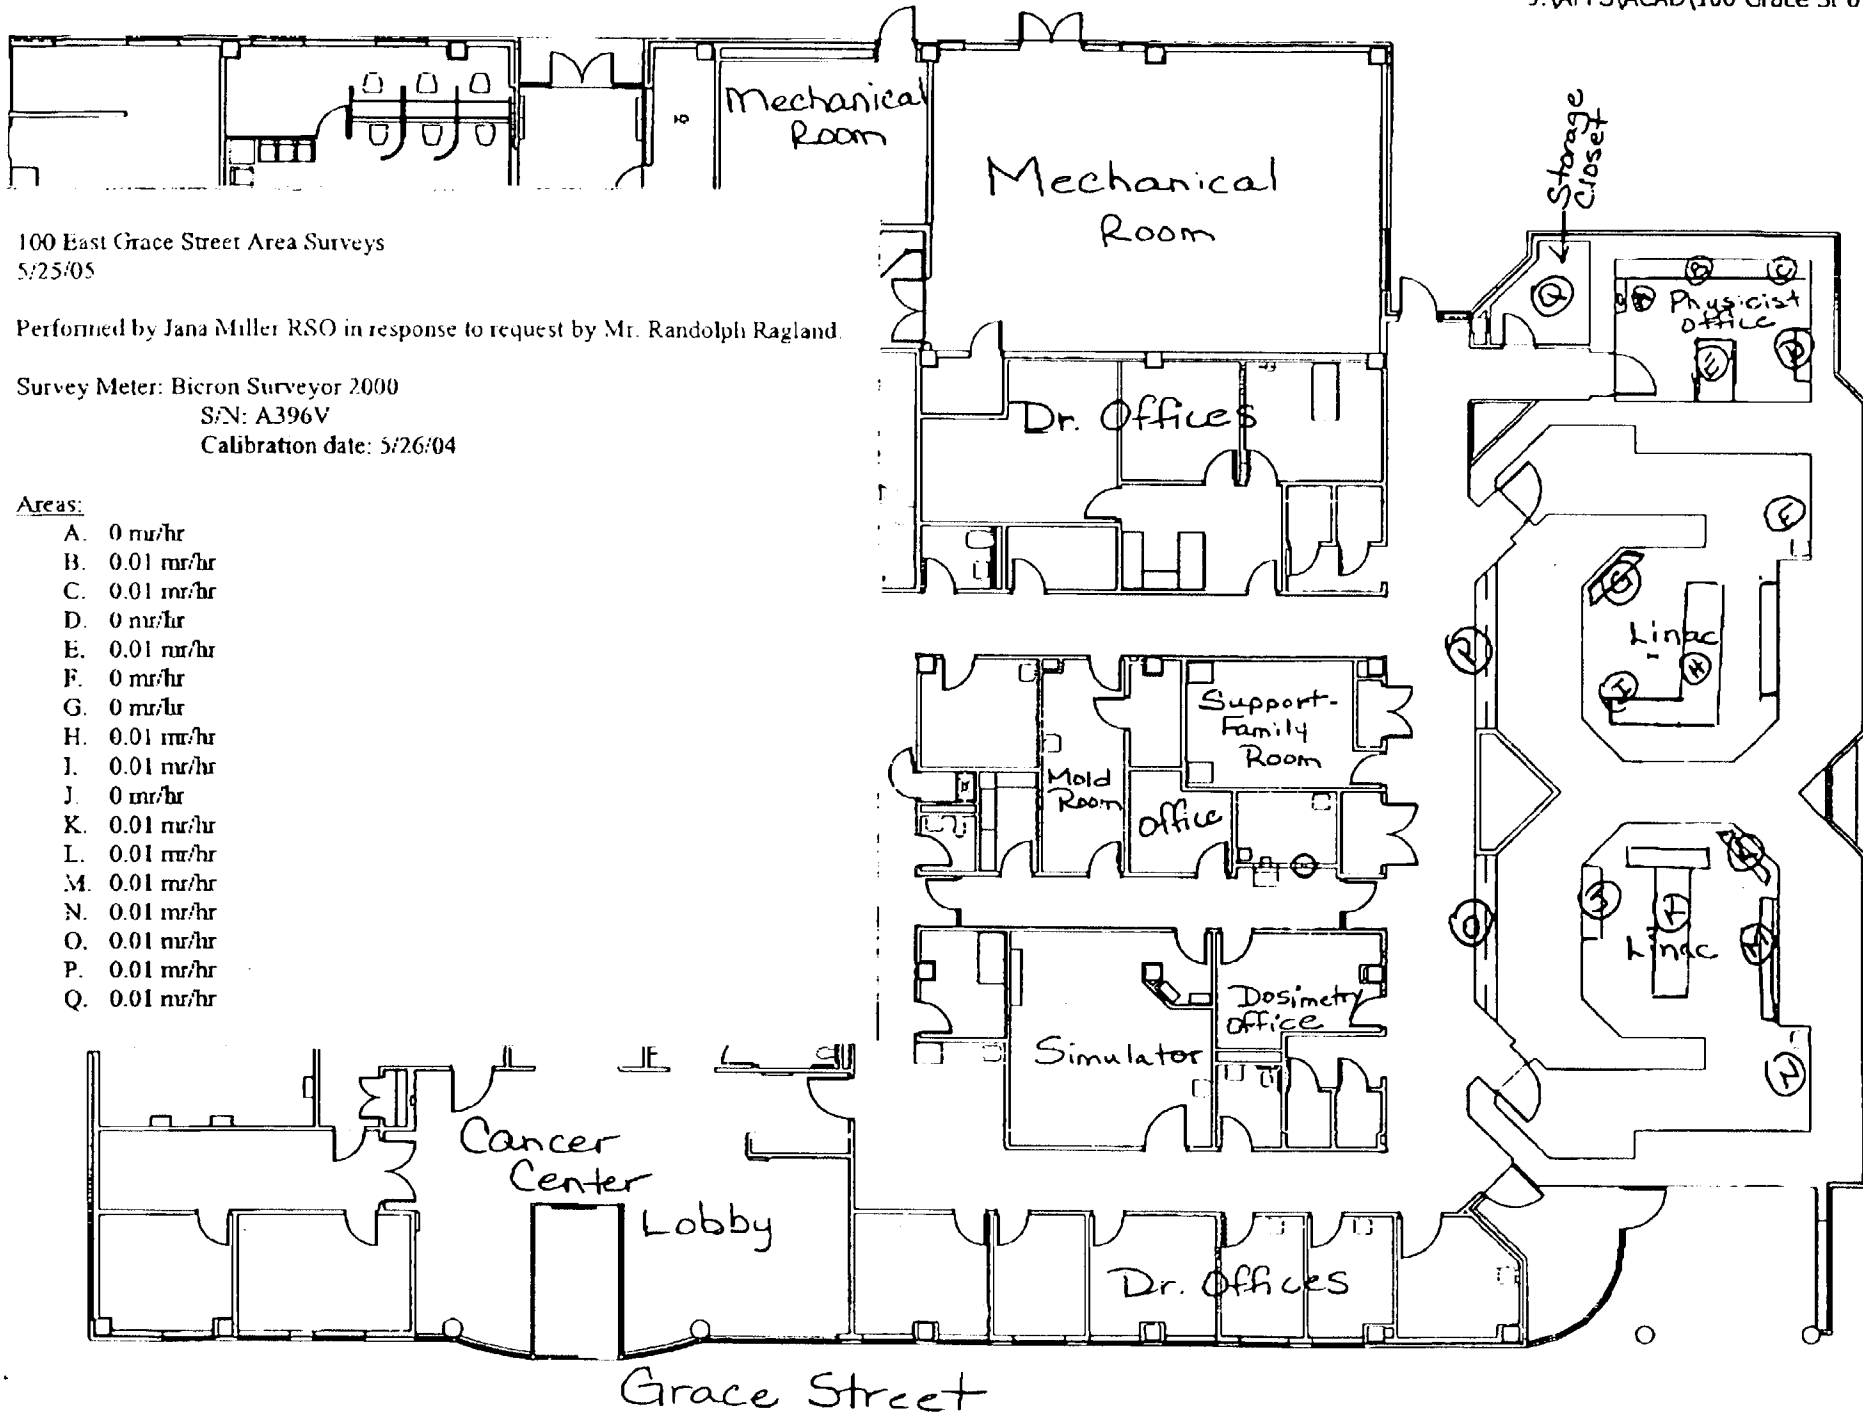 100 East Grace Street Area Surveys
5/25/05
Performed by Jana Miller RSO in response to request by Mr. Randolph Ragland.
Survey Meter: Bicron Surveyor 2000
S/N: A396V
Calibration date: 5/26/04
Areas:
A. 0 mr/hr
B. 0.01 mr/hr
C. 0.01 mr/hr
D. 0 mr/hr
E. 0.01 mr/hr
F. 0 mr/hr
G. 0 mr/hr
H. 0.01 mr/hr
I. 0.01 mr/hr
J. 0 mr/hr
K. 0.01 mr/hr
L. 0.01 mr/hr
M. 0.01 mr/hr
N. 0.01 mr/hr
O. 0.01 mr/hr
P. 0.01 mr/hr
Q. 0.01 mr/hr
Mechanical
Room
Mechanical
Room
Storage
Closet
Q
B
C
Physicist
Office
Dr. Offices
G
Linac
H
I
P
Support-
Family
Room
Mold
Room
Office
O
M
Linac
N
Dosimetry
Office
Simulator
Cancer
Center
Lobby
Dr. Offices
Grace Street